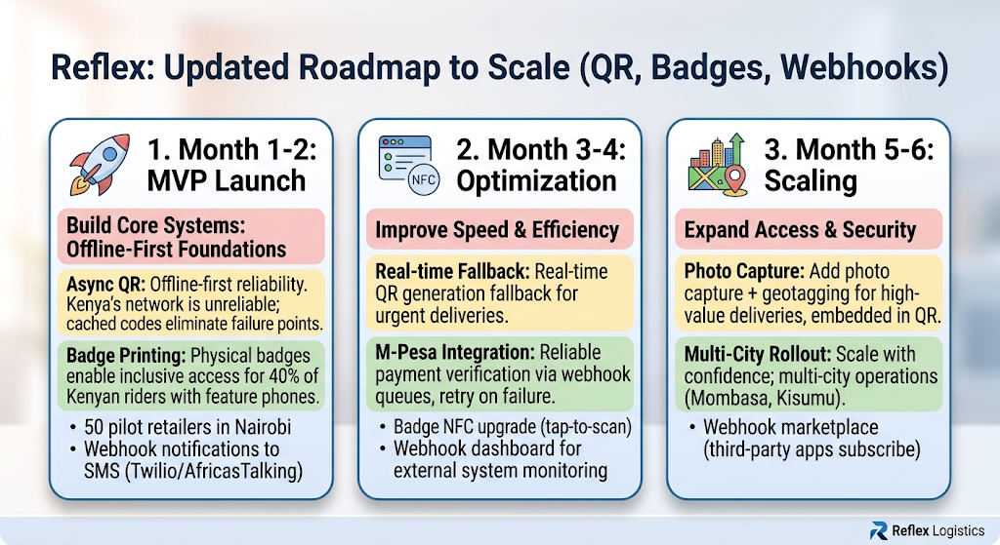 Reflex: Updated Roadmap to Scale (QR, Badges, Webhooks)
1. Month 1-2:
MVP Launch
Build Core Systems:
Offline-First Foundations
Async QR: Offline-first reliability.
Kenya's network is unreliable;
cached codes eliminate failure points.
Badge Printing: Physical badges
enable inclusive access for 40% of
Kenyan riders with feature phones.
• 50 pilot retailers in Nairobi
• Webhook notifications to
SMS (Twilio/AfricasTalking)
NFC
2. Month 3-4:
Optimization
Improve Speed & Efficiency
Real-time Fallback: Real-time
QR generation fallback for
urgent deliveries.
M-Pesa Integration: Reliable
payment verification via webhook
queues, retry on failure.
• Badge NFC upgrade (tap-to-scan)
• Webhook dashboard for
external system monitoring
3. Month 5-6:
Scaling
Expand Access & Security
Photo Capture: Add photo
capture + geotagging for high-
value deliveries, embedded in QR.
Multi-City Rollout: Scale with
confidence; multi-city operations
(Mombasa, Kisumu).
• Webhook marketplace
(third-party apps subscribe)
Reflex Logistics